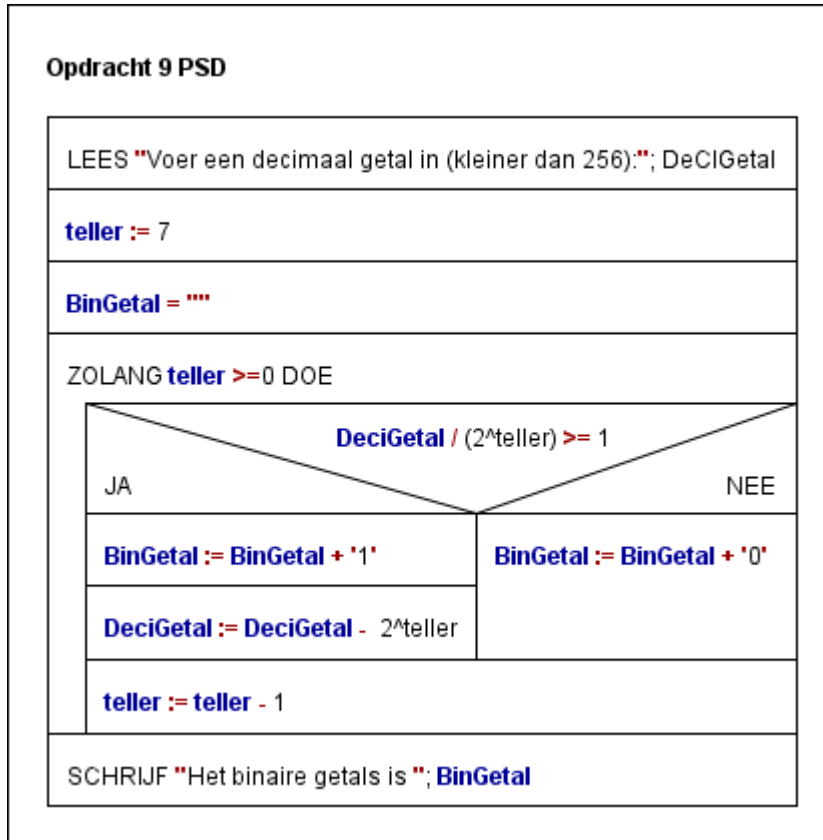 Opdracht 9 PSD
LEES "Voer een decimaal getal in (kleiner dan 256):"; DeCIGetal
teller := 7
BinGetal = ""
ZOLANG teller >=0 DOE
DeciGetal / (2^teller) >= 1
JA NEE
BinGetal := BinGetal + '1' BinGetal := BinGetal + '0'
DeciGetal := DeciGetal - 2^teller
teller := teller - 1
SCHRIJF "Het binaire getals is "; BinGetal